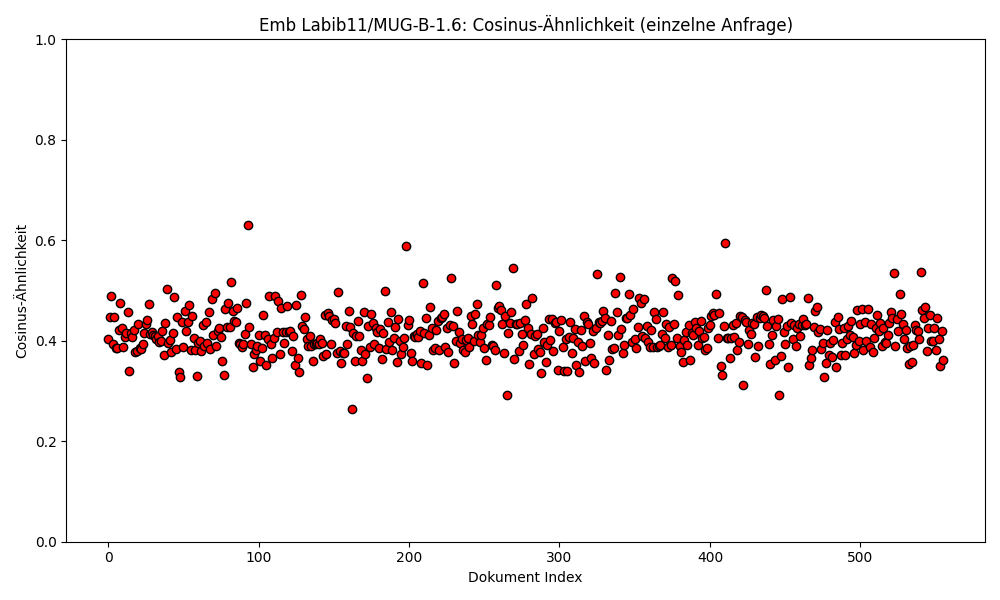 Emb Labib11/MUG-B-1.6: Cosinus-Ähnlichkeit (einzelne Anfrage)
1.0
0.8
0.6
0.4
0.2
0.0
Cosinus-Ähnlichkeit
0 100 200 300 400 500
Dokument Index